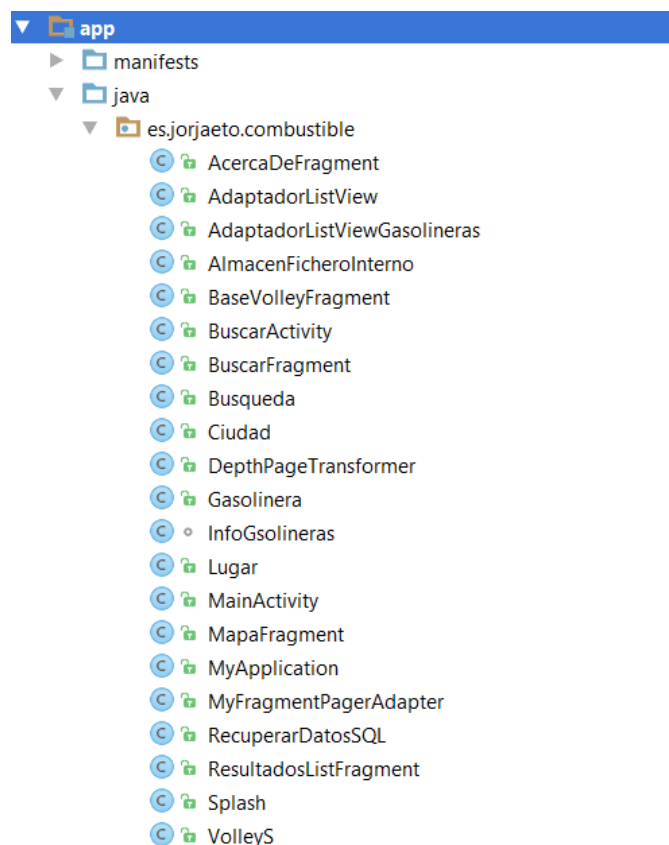 app
manifests
java
es.jorjaeto.combustible
AcercaDeFragment
AdaptadorListView
AdaptadorListViewGasolineras
AlmacenFicheroInterno
BaseVolleyFragment
BuscarActivity
BuscarFragment
Busqueda
Ciudad
DepthPageTransformer
Gasolinera
InfoGsolineras
Lugar
MainActivity
MapaFragment
MyApplication
MyFragmentPagerAdapter
RecuperarDatosSQL
ResultadosListFragment
Splash
VolleyS